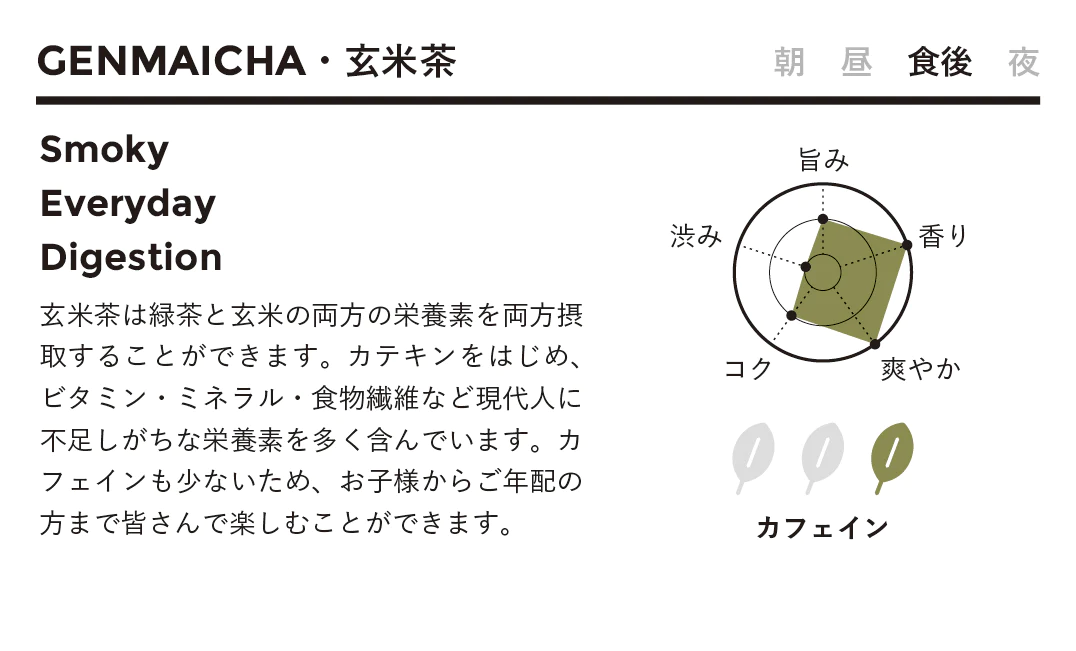 GENMAICHA・玄米茶
朝 昼 食後 夜
Smoky
Everyday
Digestion
玄米茶は緑茶と玄米の両方の栄養素を両方摂
取することができます。カテキンをはじめ、
ビタミン・ミネラル・食物繊維など現代人に
不足しがちな栄養素を多く含んでいます。カ
フェインも少ないため、お子様からご年配の
方まで皆さんで楽しむことができます。
旨み
渋み
香り
コク
爽やか
カフェイン